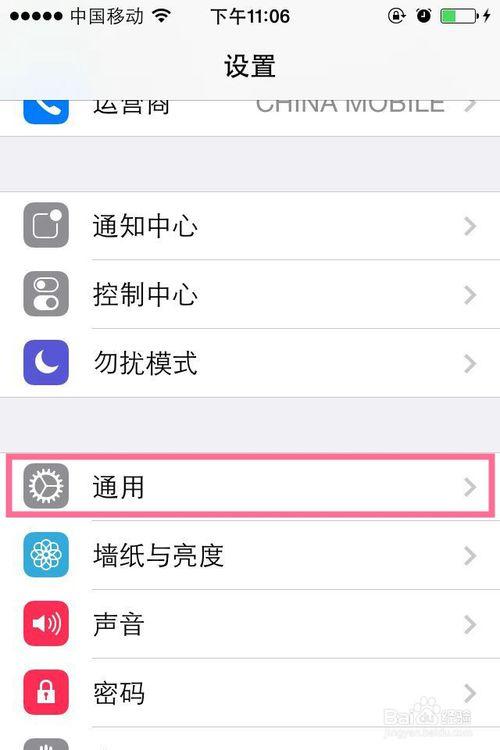 中国移动 下午11:06
设置
运营商 CHINA MOBILE
通知中心
控制中心
勿扰模式
通用
墙纸与亮度
声音
密码
Baidu经验
jingyan.baidu.com